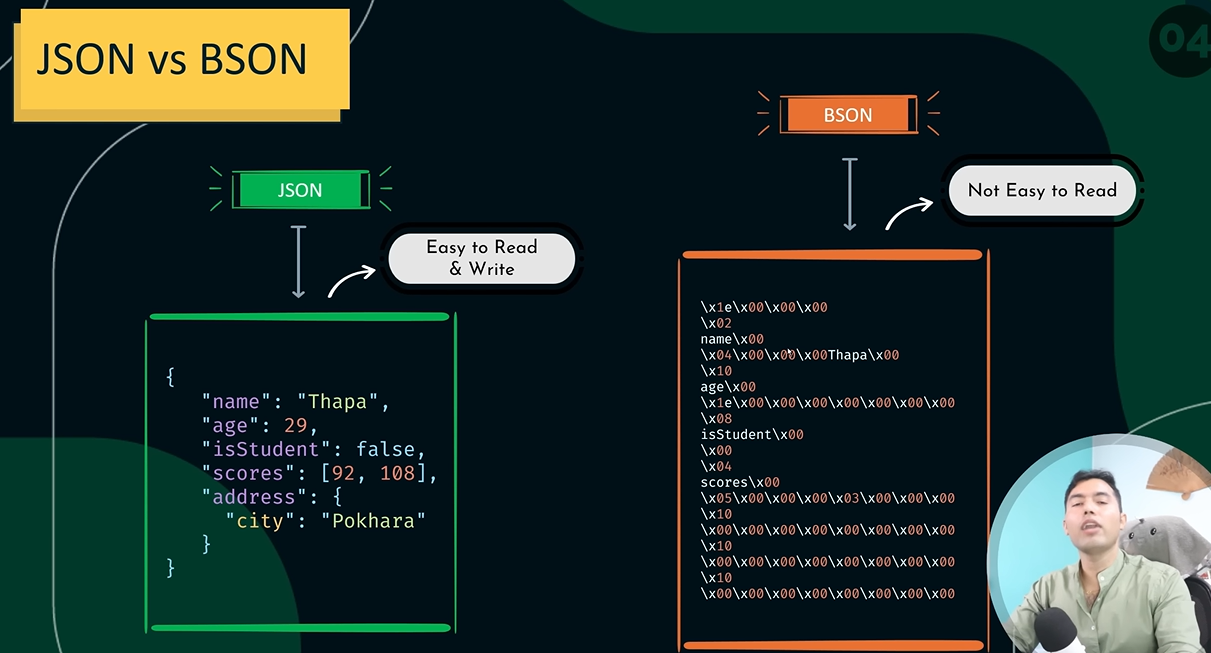 JSON vs BSON
04
JSON
Easy to Read
& Write
{
"name": "Thapa",
"age": 29,
"isStudent": false,
"scores": [92, 108],
"address": {
"city": "Pokhara"
}
}
BSON
Not Easy to Read
\x1e\x00\x00\x00
\x02
name\x00
\x04\x00\x00\x00Thapa\x00
\x10
age\x00
\x1e\x00\x00\x00\x00\x00\x00\x00
\x08
isStudent\x00
\x00
\x04
scores\x00
\x05\x00\x00\x00\x03\x00\x00\x00
\x10
\x00\x00\x00\x00\x00\x00\x00\x00
\x10
\x00\x00\x00\x00\x00\x00\x00\x00
\x10
\x00\x00\x00\x00\x00\x00\x00\x00